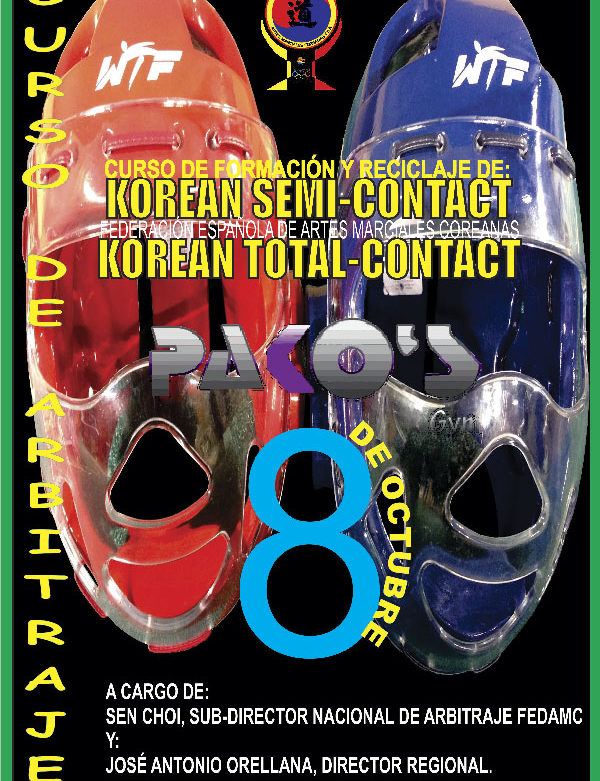 CURSO DE ARBITRAJE
道
WTF
WTF
CURSO DE FORMACIÓN Y RECICLAJE DE:
KOREAN SEMI-CONTACT
FEDERACIÓN ESPAÑOLA DE ARTES MARCIALES COREANAS
KOREAN TOTAL-CONTACT
PAKO'S
Gym
8
DE OCTUBRE
A CARGO DE:
SEN CHOI, SUB-DIRECTOR NACIONAL DE ARBITRAJE FEDAMC
Y:
JOSÉ ANTONIO ORELLANA, DIRECTOR REGIONAL.